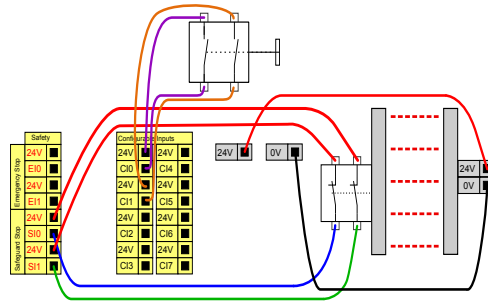 Safety
Emergency Stop
24V
EI0
24V
EI1
Safeguard Stop
24V
SI0
24V
SI1
Configurable Inputs
24V 24V
CI0 CI4
24V 24V
CI1 CI5
24V 24V
CI2 CI6
24V 24V
CI3 CI7
24V
0V
24V
0V